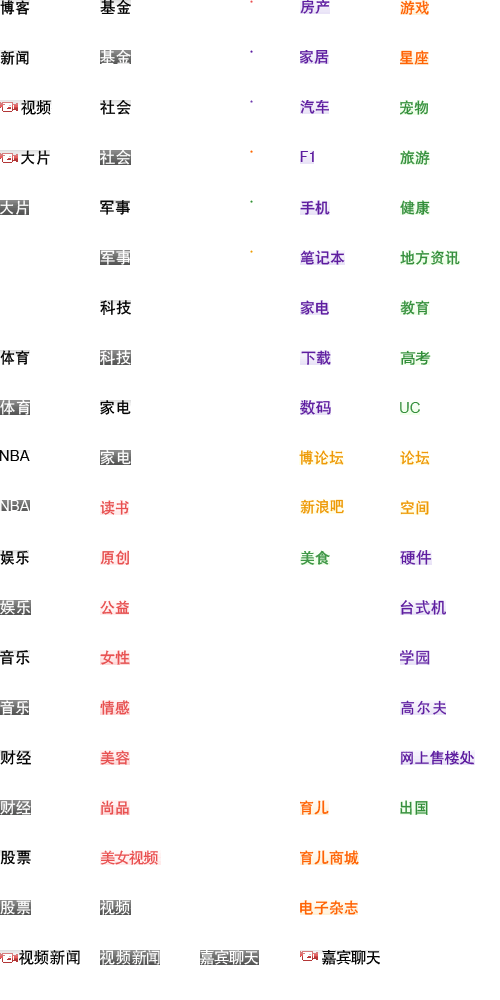 博客 基金 房产 游戏
新闻 基金 家居 星座
视频 社会 汽车 宠物
大片 社会 F1 旅游
大片 军事 手机 健康
军事 笔记本 地方资讯
科技 家电 教育
体育 科技 下载 高考
体育 家电 数码 UC
NBA 家电 博论坛 论坛
NBA 读书 新浪吧 空间
娱乐 原创 美食 硬件
娱乐 公益 台式机
音乐 女性 学园
音乐 情感 高尔夫
财经 美容 网上售楼处
财经 尚品 育儿 出国
股票 美女视频 育儿商城
股票 视频 电子杂志
视频新闻 视频新闻 嘉宾聊天 嘉宾聊天